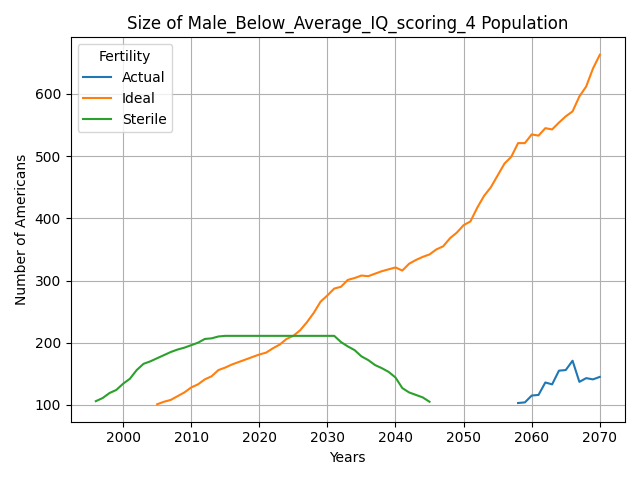 Size of Male_Below_Average_IQ_scoring_4 Population
Fertility
Actual
Ideal
Sterile
Number of Americans
600
500
400
300
200
100
2000
2010
2020
2030
2040
2050
2060
2070
Years